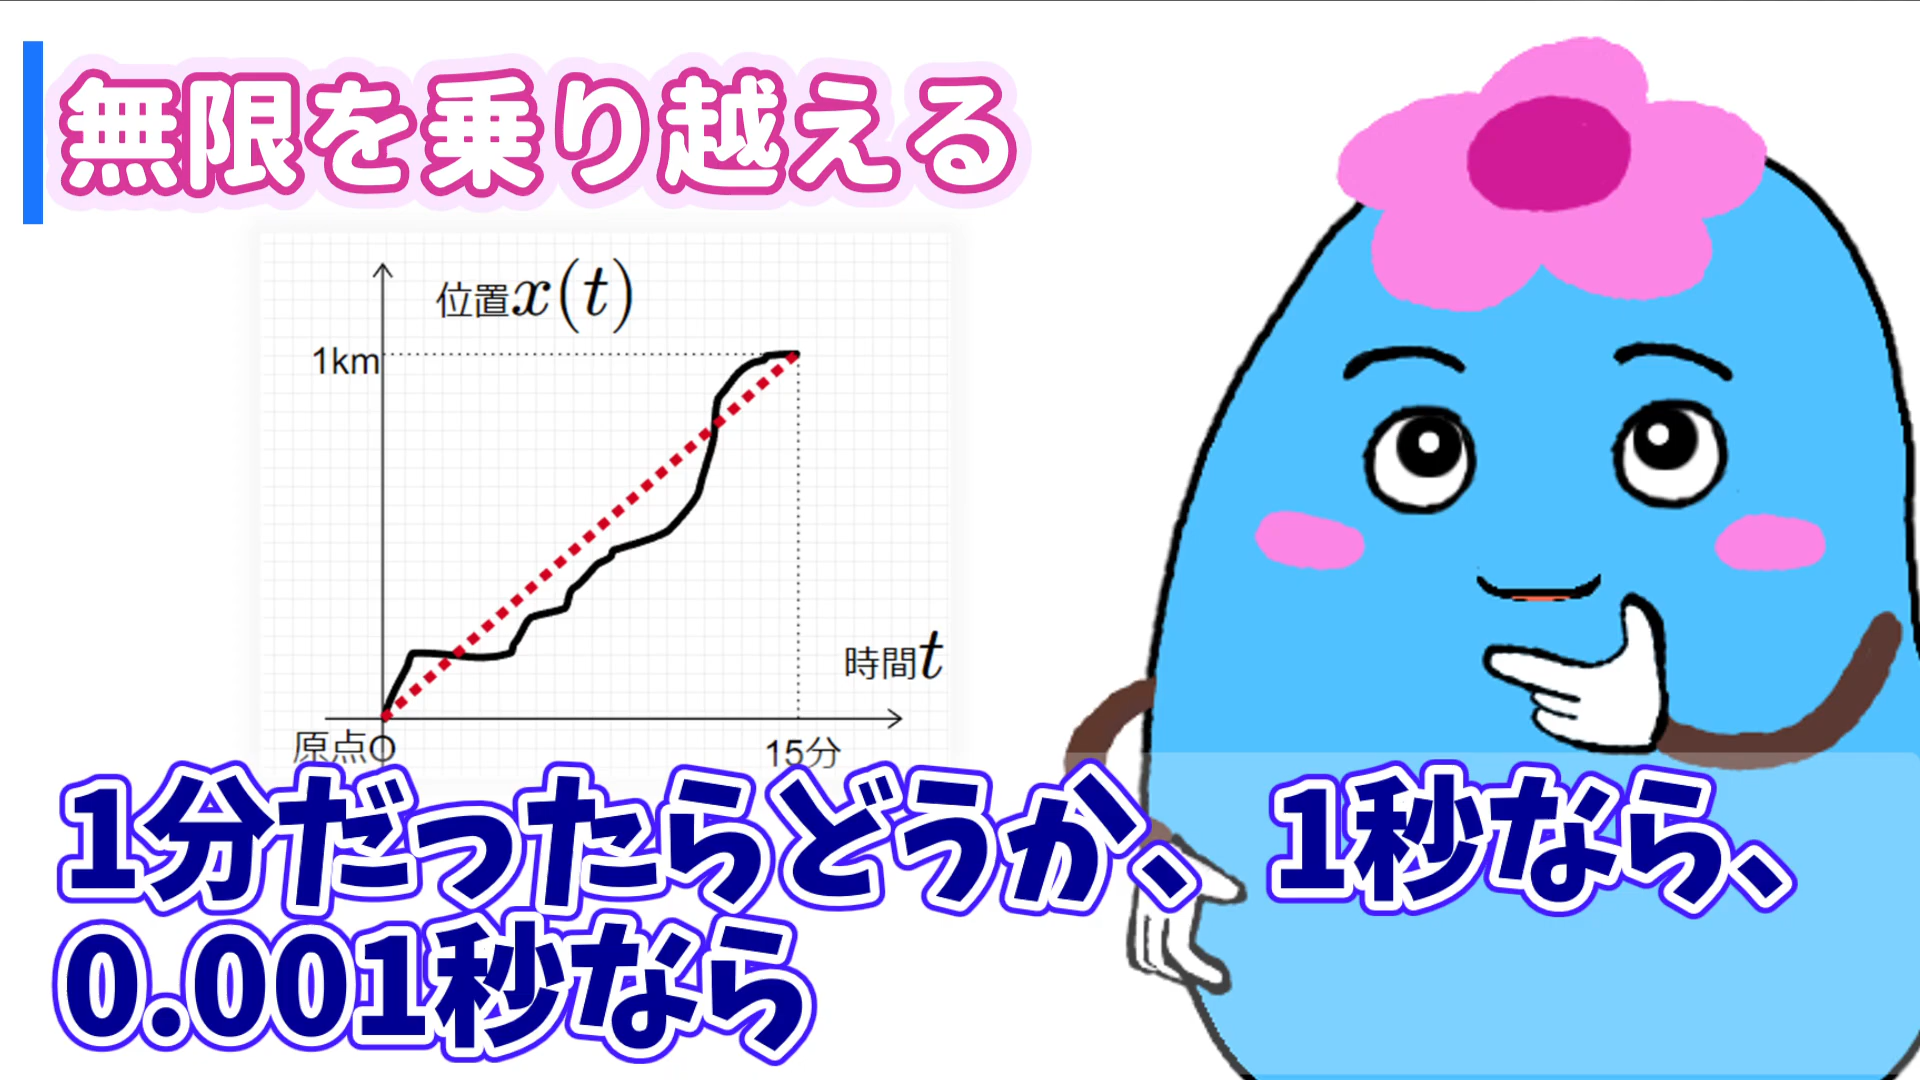 無限を乗り越える
位置x(t)
1km
時間t
原点O
15分
1分だったらどうか、1秒なら、
0.001秒なら